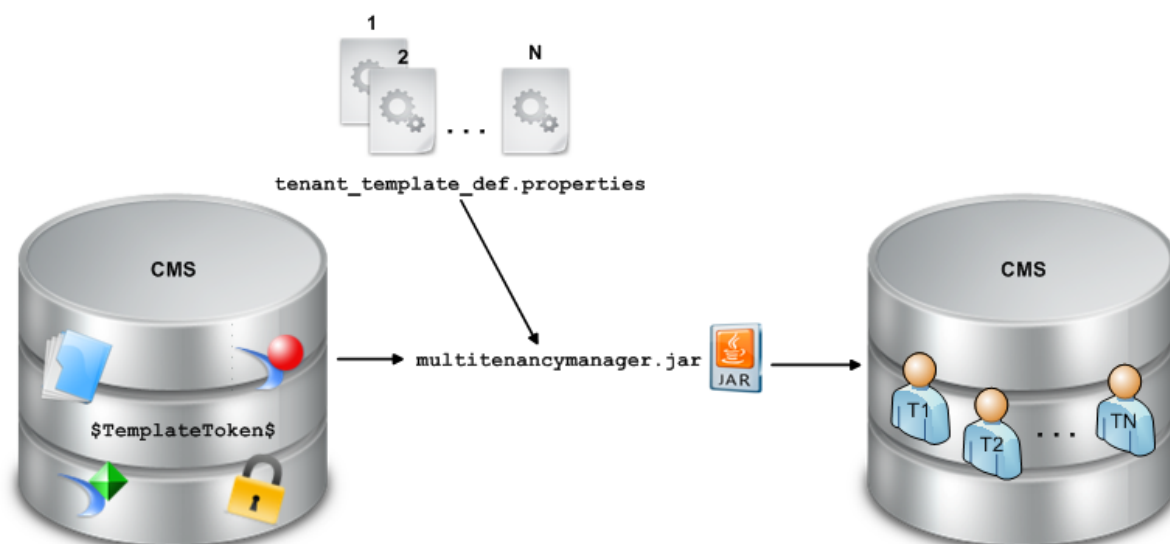 1
2
N
. . .
tenant_template_def.properties
CMS
CMS
multitenancymanager.jar
JAR
$TemplateToken$
T1
T2
. . .
TN